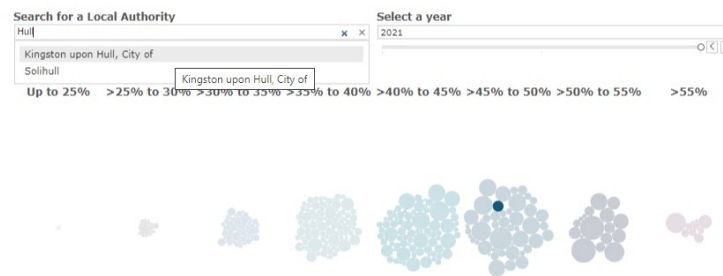 Search for a Local Authority
Select a year
Hull
2021
Kingston upon Hull, City of
Solihull
Kingston upon Hull, City of
Up to 25% >25% to 30% >30% to 35% >35% to 40% >40% to 45% >45% to 50% >50% to 55% >55%